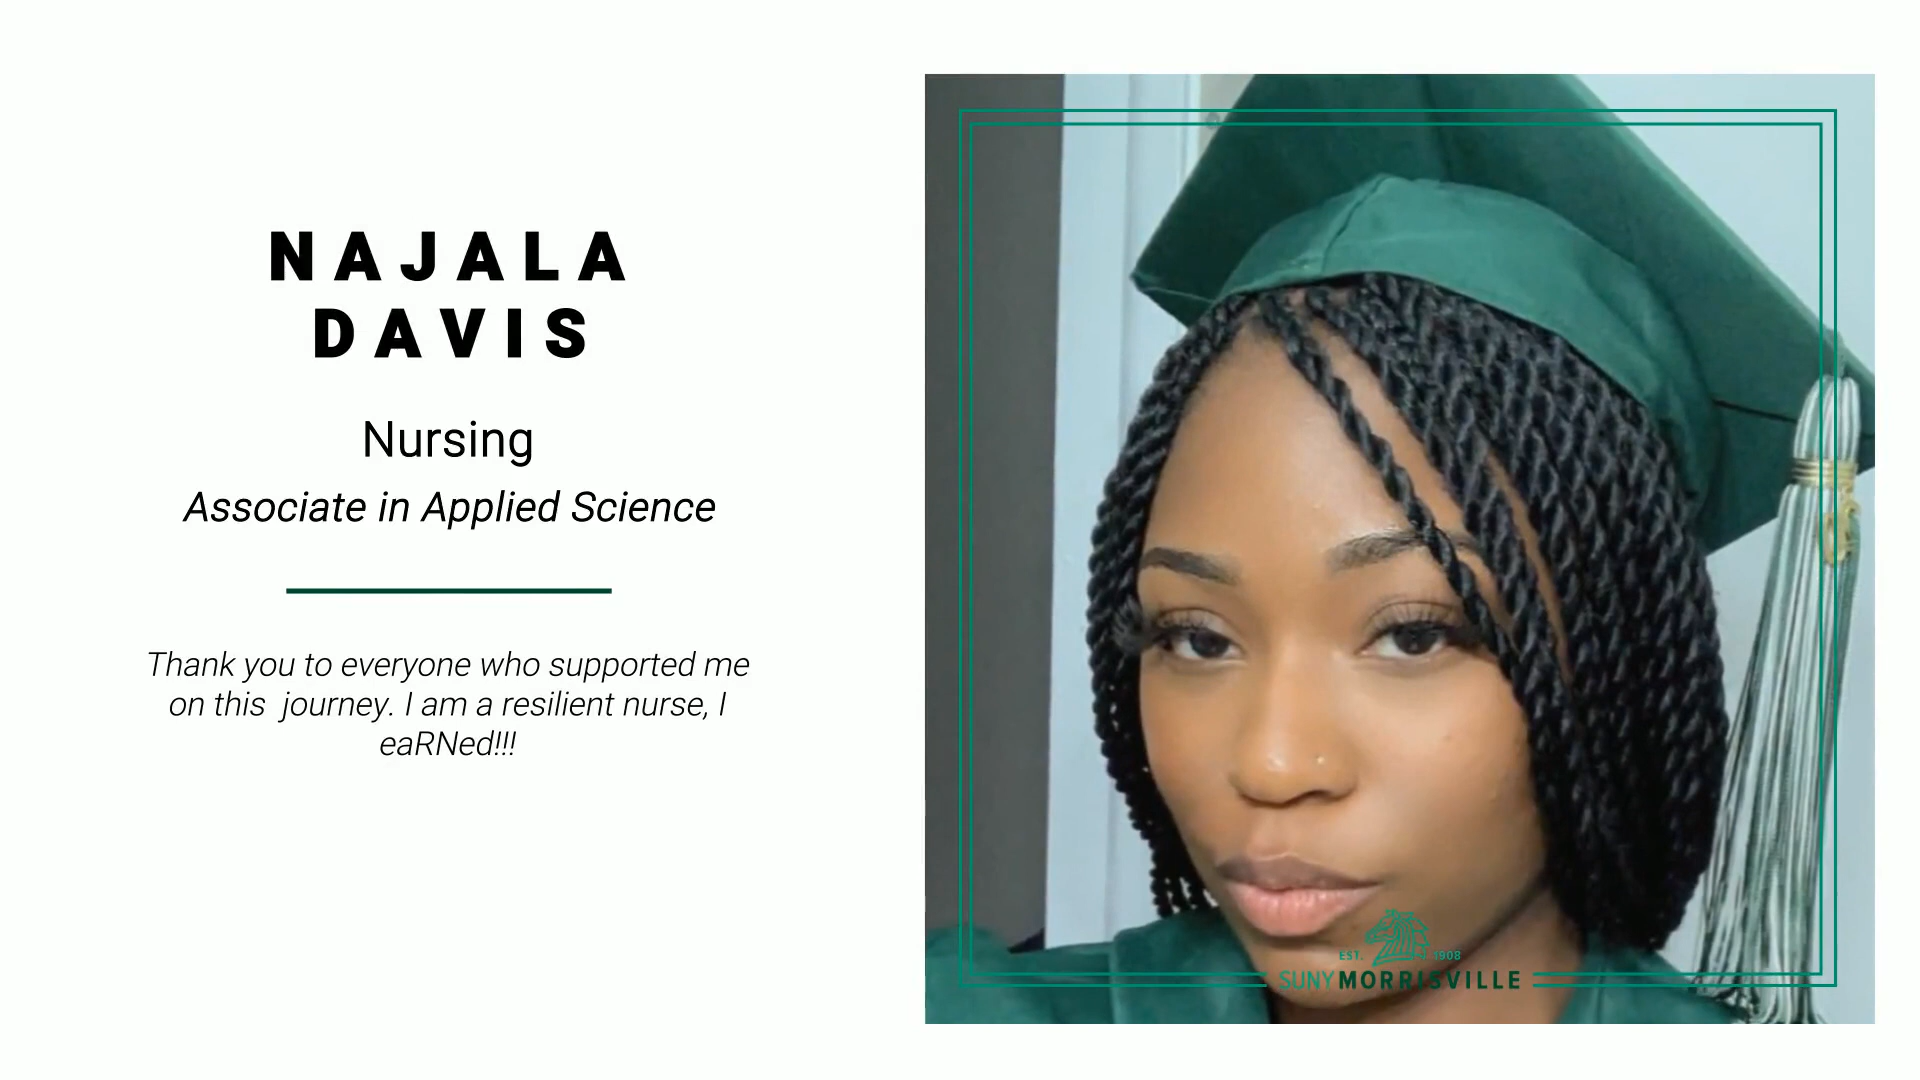 NAJALA
DAVIS
Nursing
Associate in Applied Science
Thank you to everyone who supported me
on this  journey. I am a resilient nurse, I
eaRNed!!!
EST. 1908
SUNY MORRISVILLE